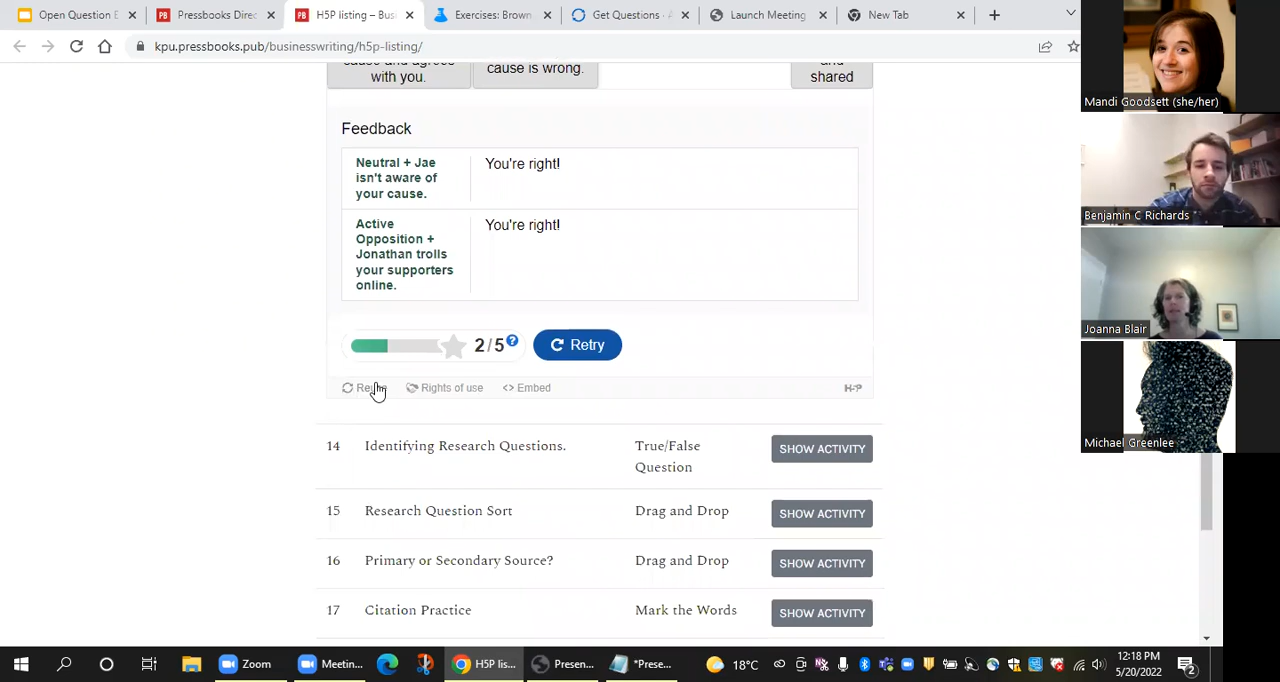 Open Question E
Pressbooks Direc
H5P listing – Bus
Exercises: Brown
Get Questions - A
Launch Meeting
New Tab
kpu.pressbooks.pub/businesswriting/h5p-listing/
cause and agrees
with you.
cause is wrong.
and
shared
Feedback
Neutral + Jae
isn't aware of
your cause.
You're right!
Active
Opposition +
Jonathan trolls
your supporters
online.
You're right!
2/5
Retry
Rights of use
<> Embed
H-P
14 Identifying Research Questions. True/False
Question
SHOW ACTIVITY
15 Research Question Sort Drag and Drop SHOW ACTIVITY
16 Primary or Secondary Source? Drag and Drop SHOW ACTIVITY
17 Citation Practice Mark the Words SHOW ACTIVITY
Mandi Goodsett (she/her)
Benjamin C Richards
Joanna Blair
Michael Greenlee
Zoom
Meetin...
H5P lis...
Presen...
*Prese...
18°C
12:18 PM
5/20/2022
2